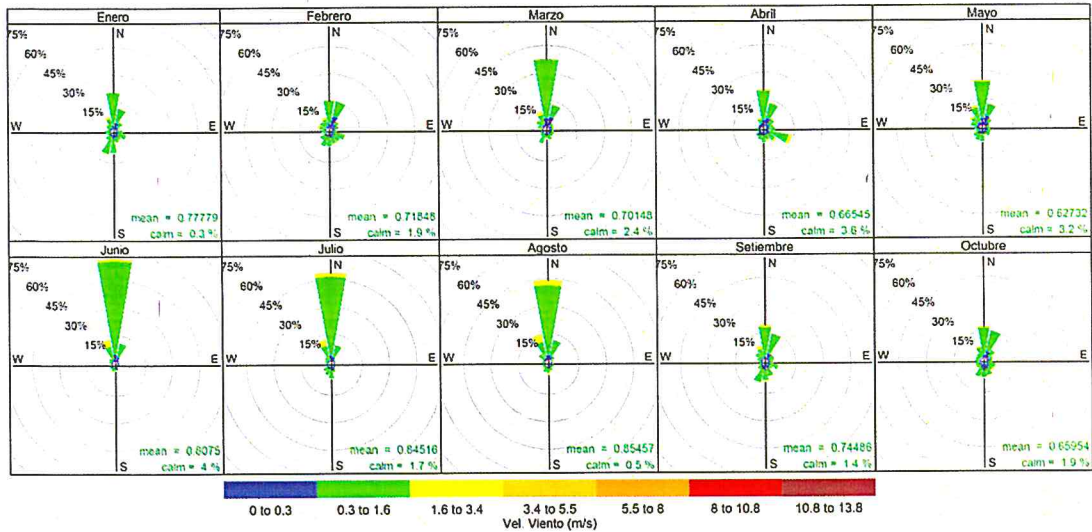 Enero
Febrero
Marzo
Abril
Mayo
75% 60% 45% 30% 15% N W E S
mean = 0.77779
calm = 0.3 %
75% 60% 45% 30% 15% N W E S
mean = 0.71848
calm = 1.9 %
75% 60% 45% 30% 15% N W E S
mean = 0.70148
calm = 2.4 %
75% 60% 45% 30% 15% N W E S
mean = 0.66545
calm = 3.6 %
75% 60% 45% 30% 15% N W E S
mean = 0.62732
calm = 3.2 %
Junio
Julio
Agosto
Setiembre
Octubre
75% 60% 45% 30% 15% W E S
mean = 0.8075
calm = 4 %
75% 60% 45% 30% 15% N W E S
mean = 0.84516
calm = 1.7 %
75% 60% 45% 30% 15% N W E S
mean = 0.85457
calm = 0.5 %
75% 60% 45% 30% 15% N W E S
mean = 0.74486
calm = 1.4 %
75% 60% 45% 30% 15% N W E S
mean = 0.65954
calm = 1.9 %
0 to 0.3
0.3 to 1.6
1.6 to 3.4
3.4 to 5.5
5.5 to 8
8 to 10.8
10.8 to 13.8
Vel. Viento (m/s)